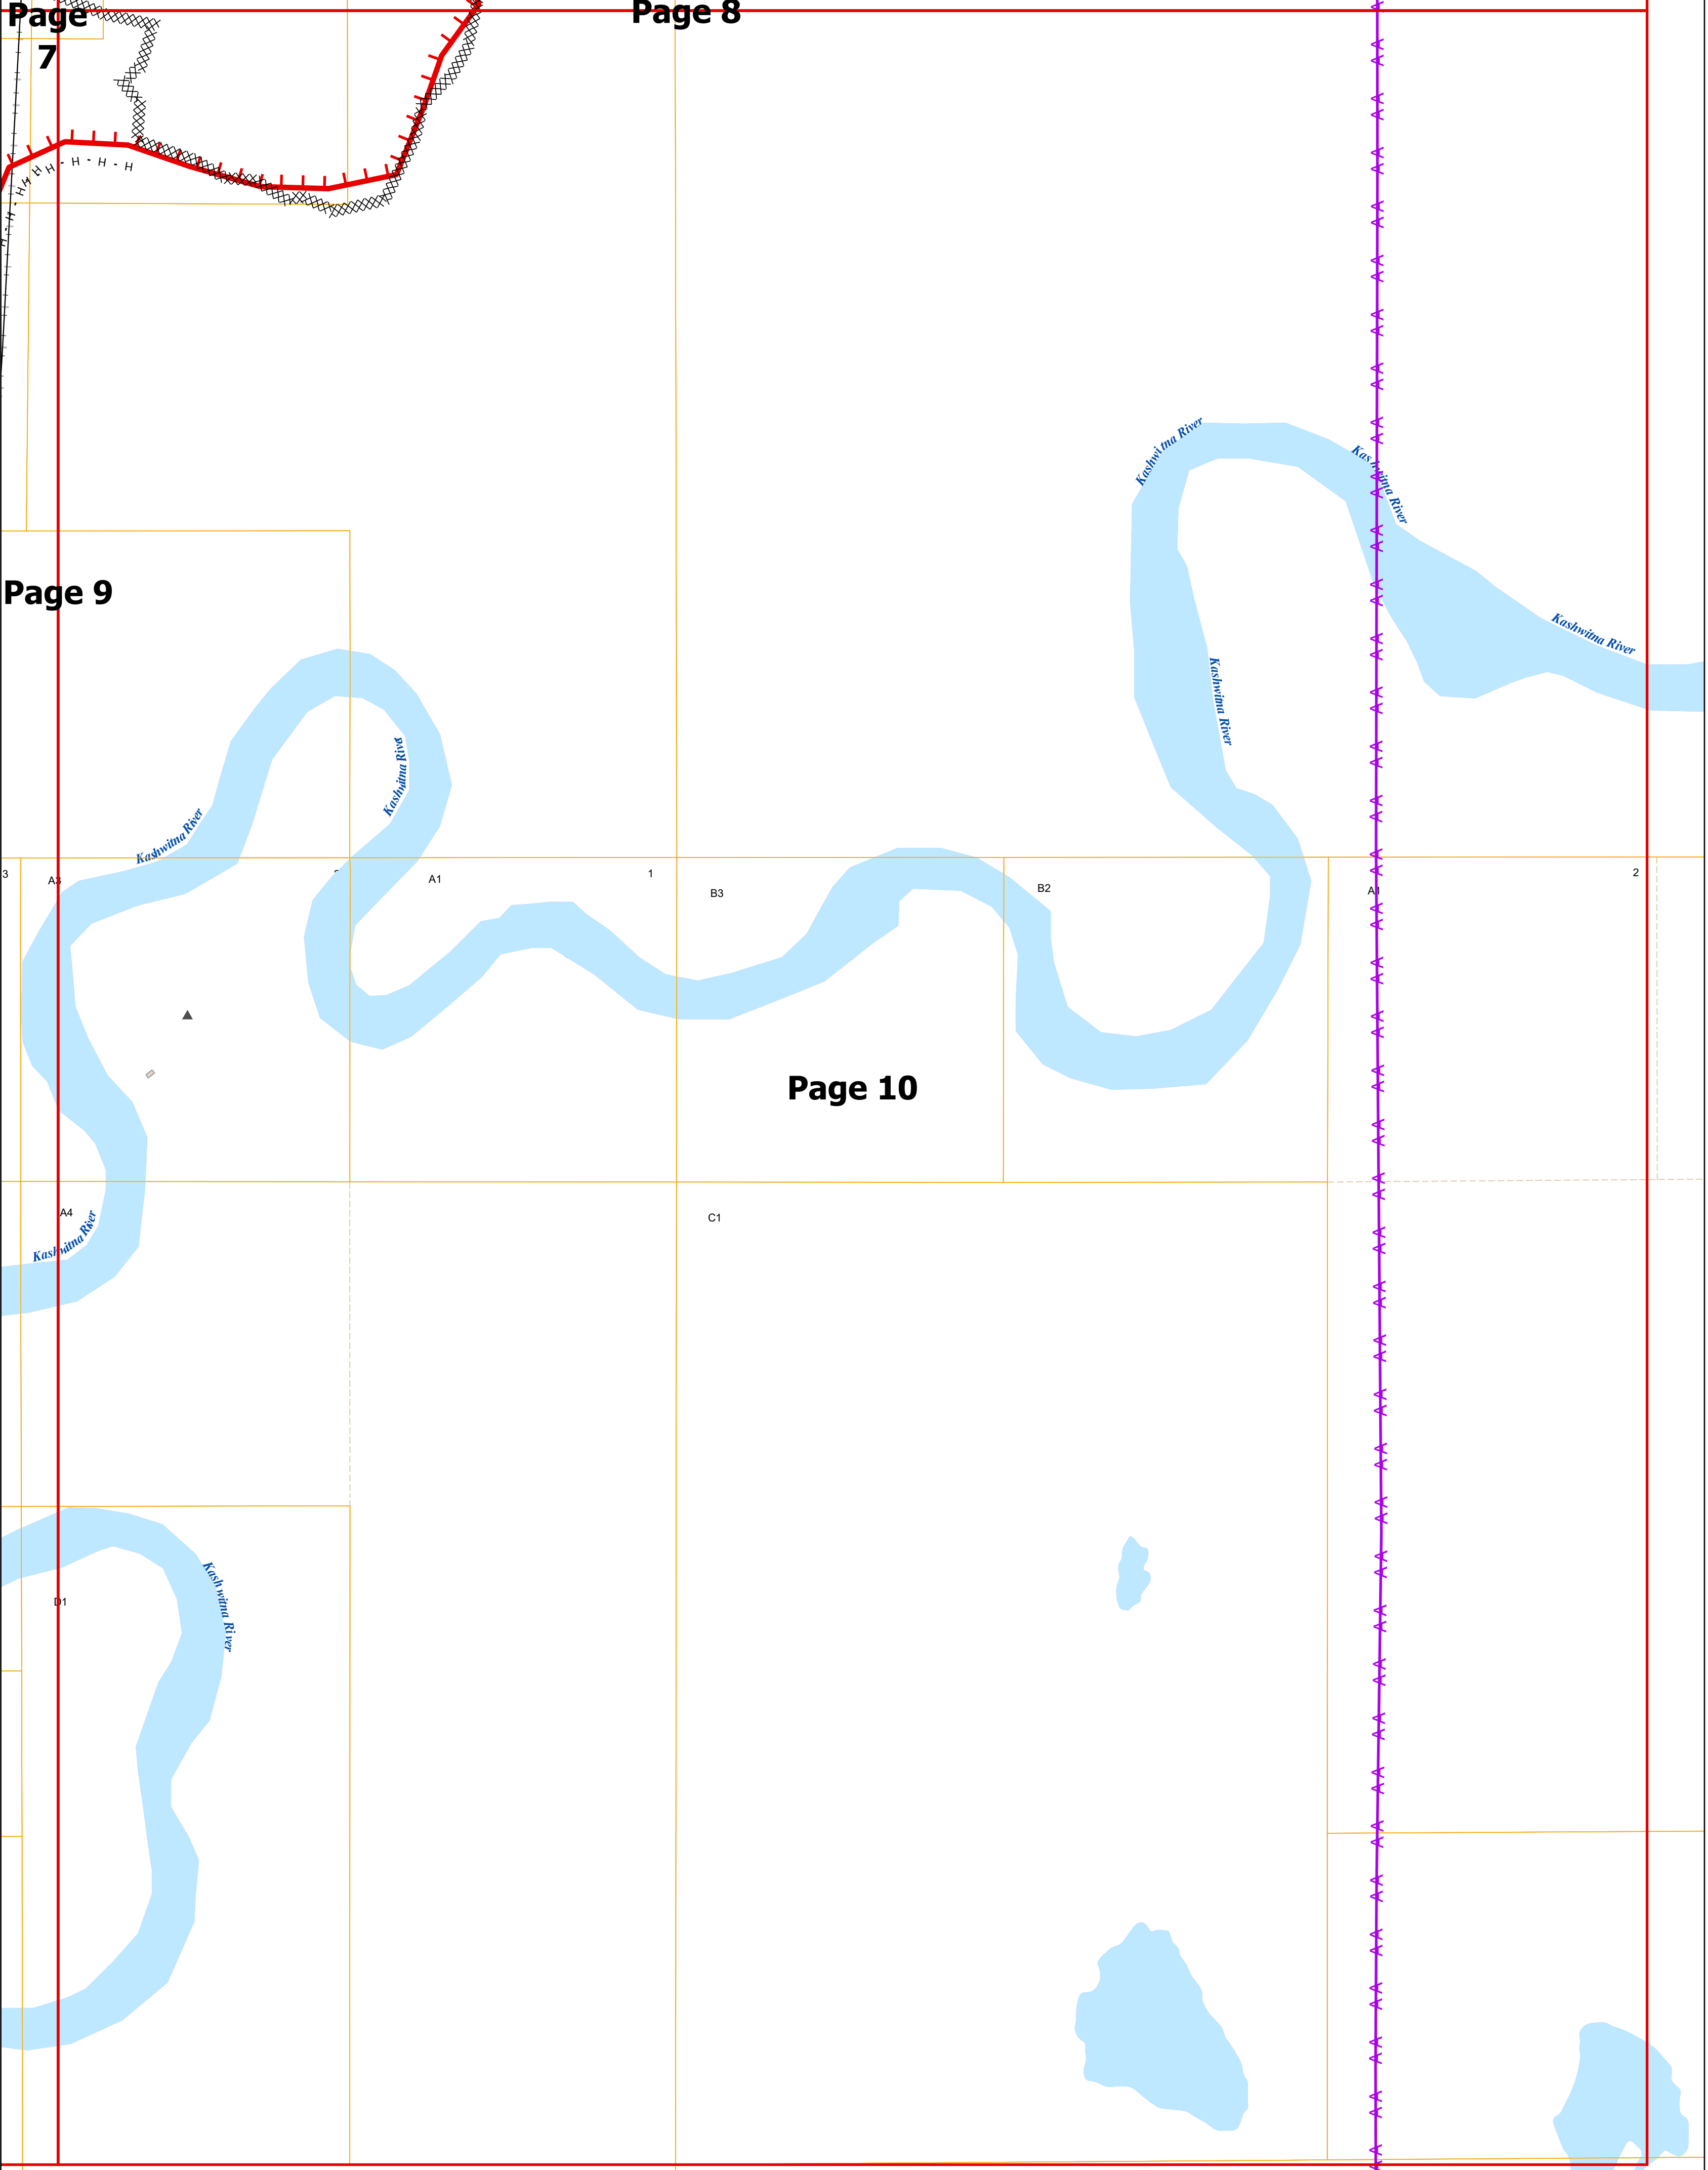 Page
7
Page 8
H - H - H
Kashwitna River
Kashwitna River
Page 9
Kashwitna River
Kashwitna River
Kashwitna River
Kashwitna River
3
A3
A1
1
B3
B2
A1
2
Page 10
A4
C1
Kashwitna River
Kashwitna River
D1